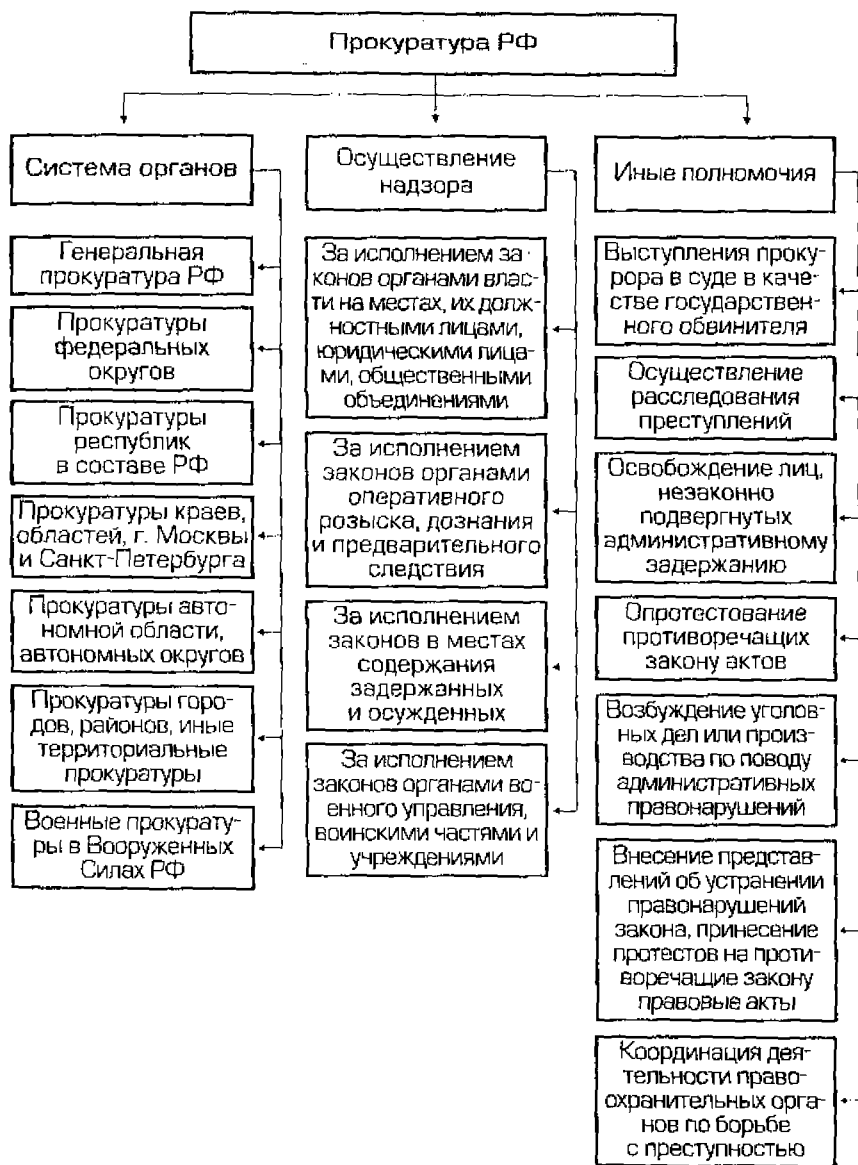 Прокуратура РФ
Система органов
Генеральная
прокуратура РФ
Прокуратуры
федеральных
округов
Прокуратуры
республик
в составе РФ
Прокуратуры краев,
областей, г. Москвы
и Санкт-Петербурга
Прокуратуры авто-
номной области,
автономных округов
Прокуратуры горо-
дов, районов, иные
территориальные
прокуратуры
Военные прокурату-
ры в Вооруженных
Силах РФ
Осуществление
надзора
За исполнением за-
конов органами влас-
ти на местах, их долж-
ностными лицами,
юридическими лица-
ми, общественными
объединениями
За исполнением
законов органами
оперативного
розыска, дознания
и предварительного
следствия
За исполнением
законов в местах
содержания
задержанных
и осужденных
За исполнением
законов органами во-
енного управления,
воинскими частями и
учреждениями
Иные полномочия
Выступления проку-
рора в суде в каче-
стве государствен-
ного обвинителя
Осуществление
расследования
преступлений
Освобождение лиц,
незаконно
подвергнутых
административному
задержанию
Опротестование
противоречащих
закону актов
Возбуждение уголов-
ных дел или произ-
водства по поводу
административных
правонарушений
Внесение представ-
лений об устранении
правонарушений
закона, принесение
протестов на проти-
воречащие закону
правовые акты
Координация дея-
тельности право-
охранительных орга-
нов по борьбе
с преступностью